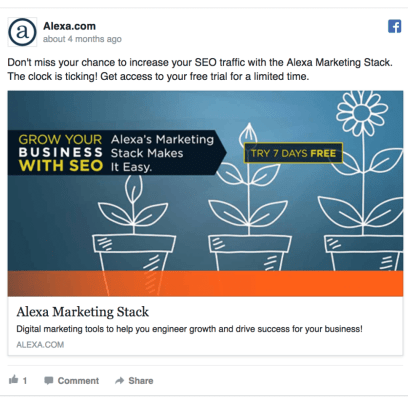 a
Alexa.com
about 4 months ago
Don't miss your chance to increase your SEO traffic with the Alexa Marketing Stack.
The clock is ticking! Get access to your free trial for a limited time.
GROW YOUR
BUSINESS
WITH SEO
Alexa's Marketing
Stack Makes
It Easy.
TRY 7 DAYS FREE
Alexa Marketing Stack
Digital marketing tools to help you engineer growth and drive success for your business!
ALEXA.COM
1 Comment Share